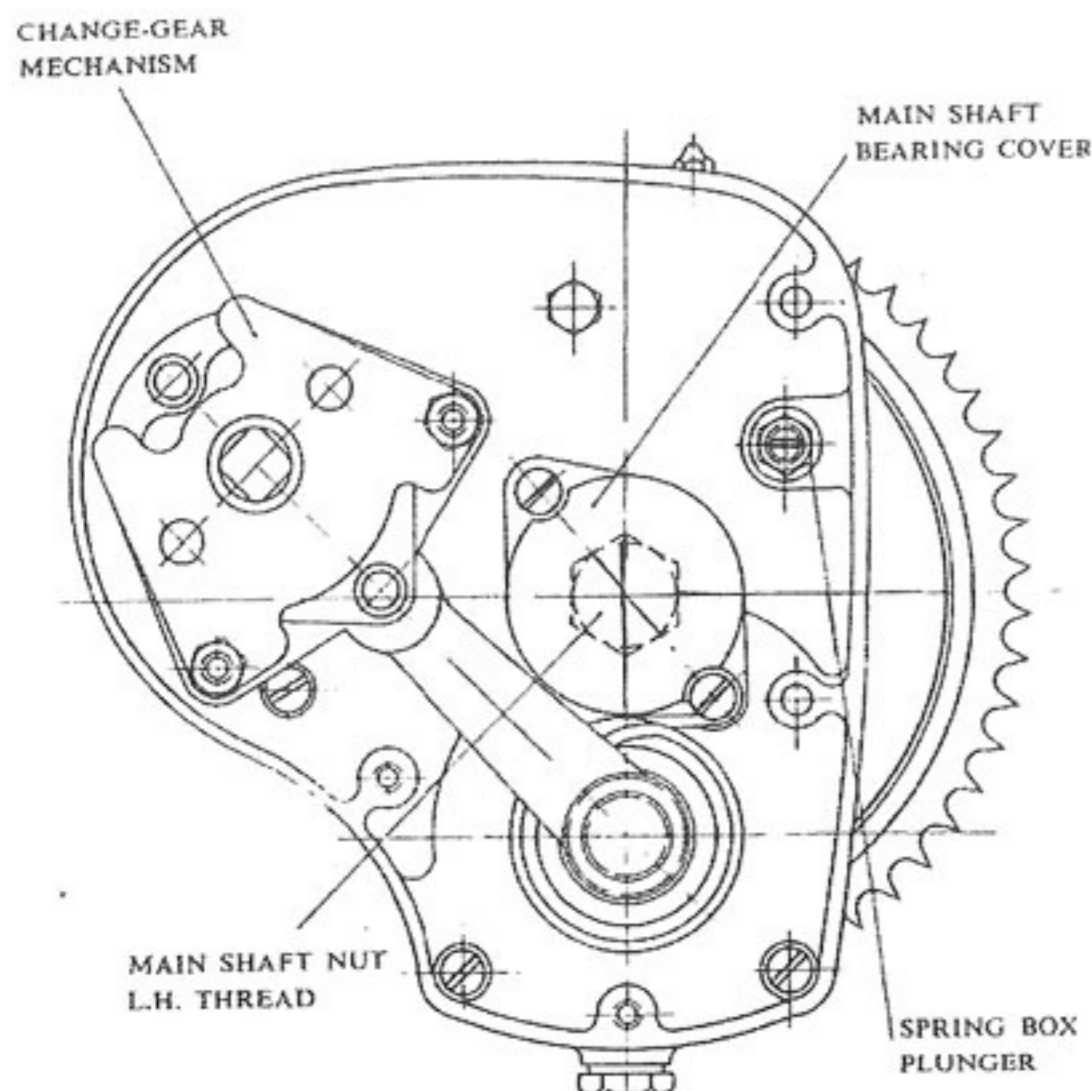 CHANGE-GEAR
MECHANISM
MAIN SHAFT
BEARING COVER
MAIN SHAFT NUT
L.H. THREAD
SPRING BOX
PLUNGER